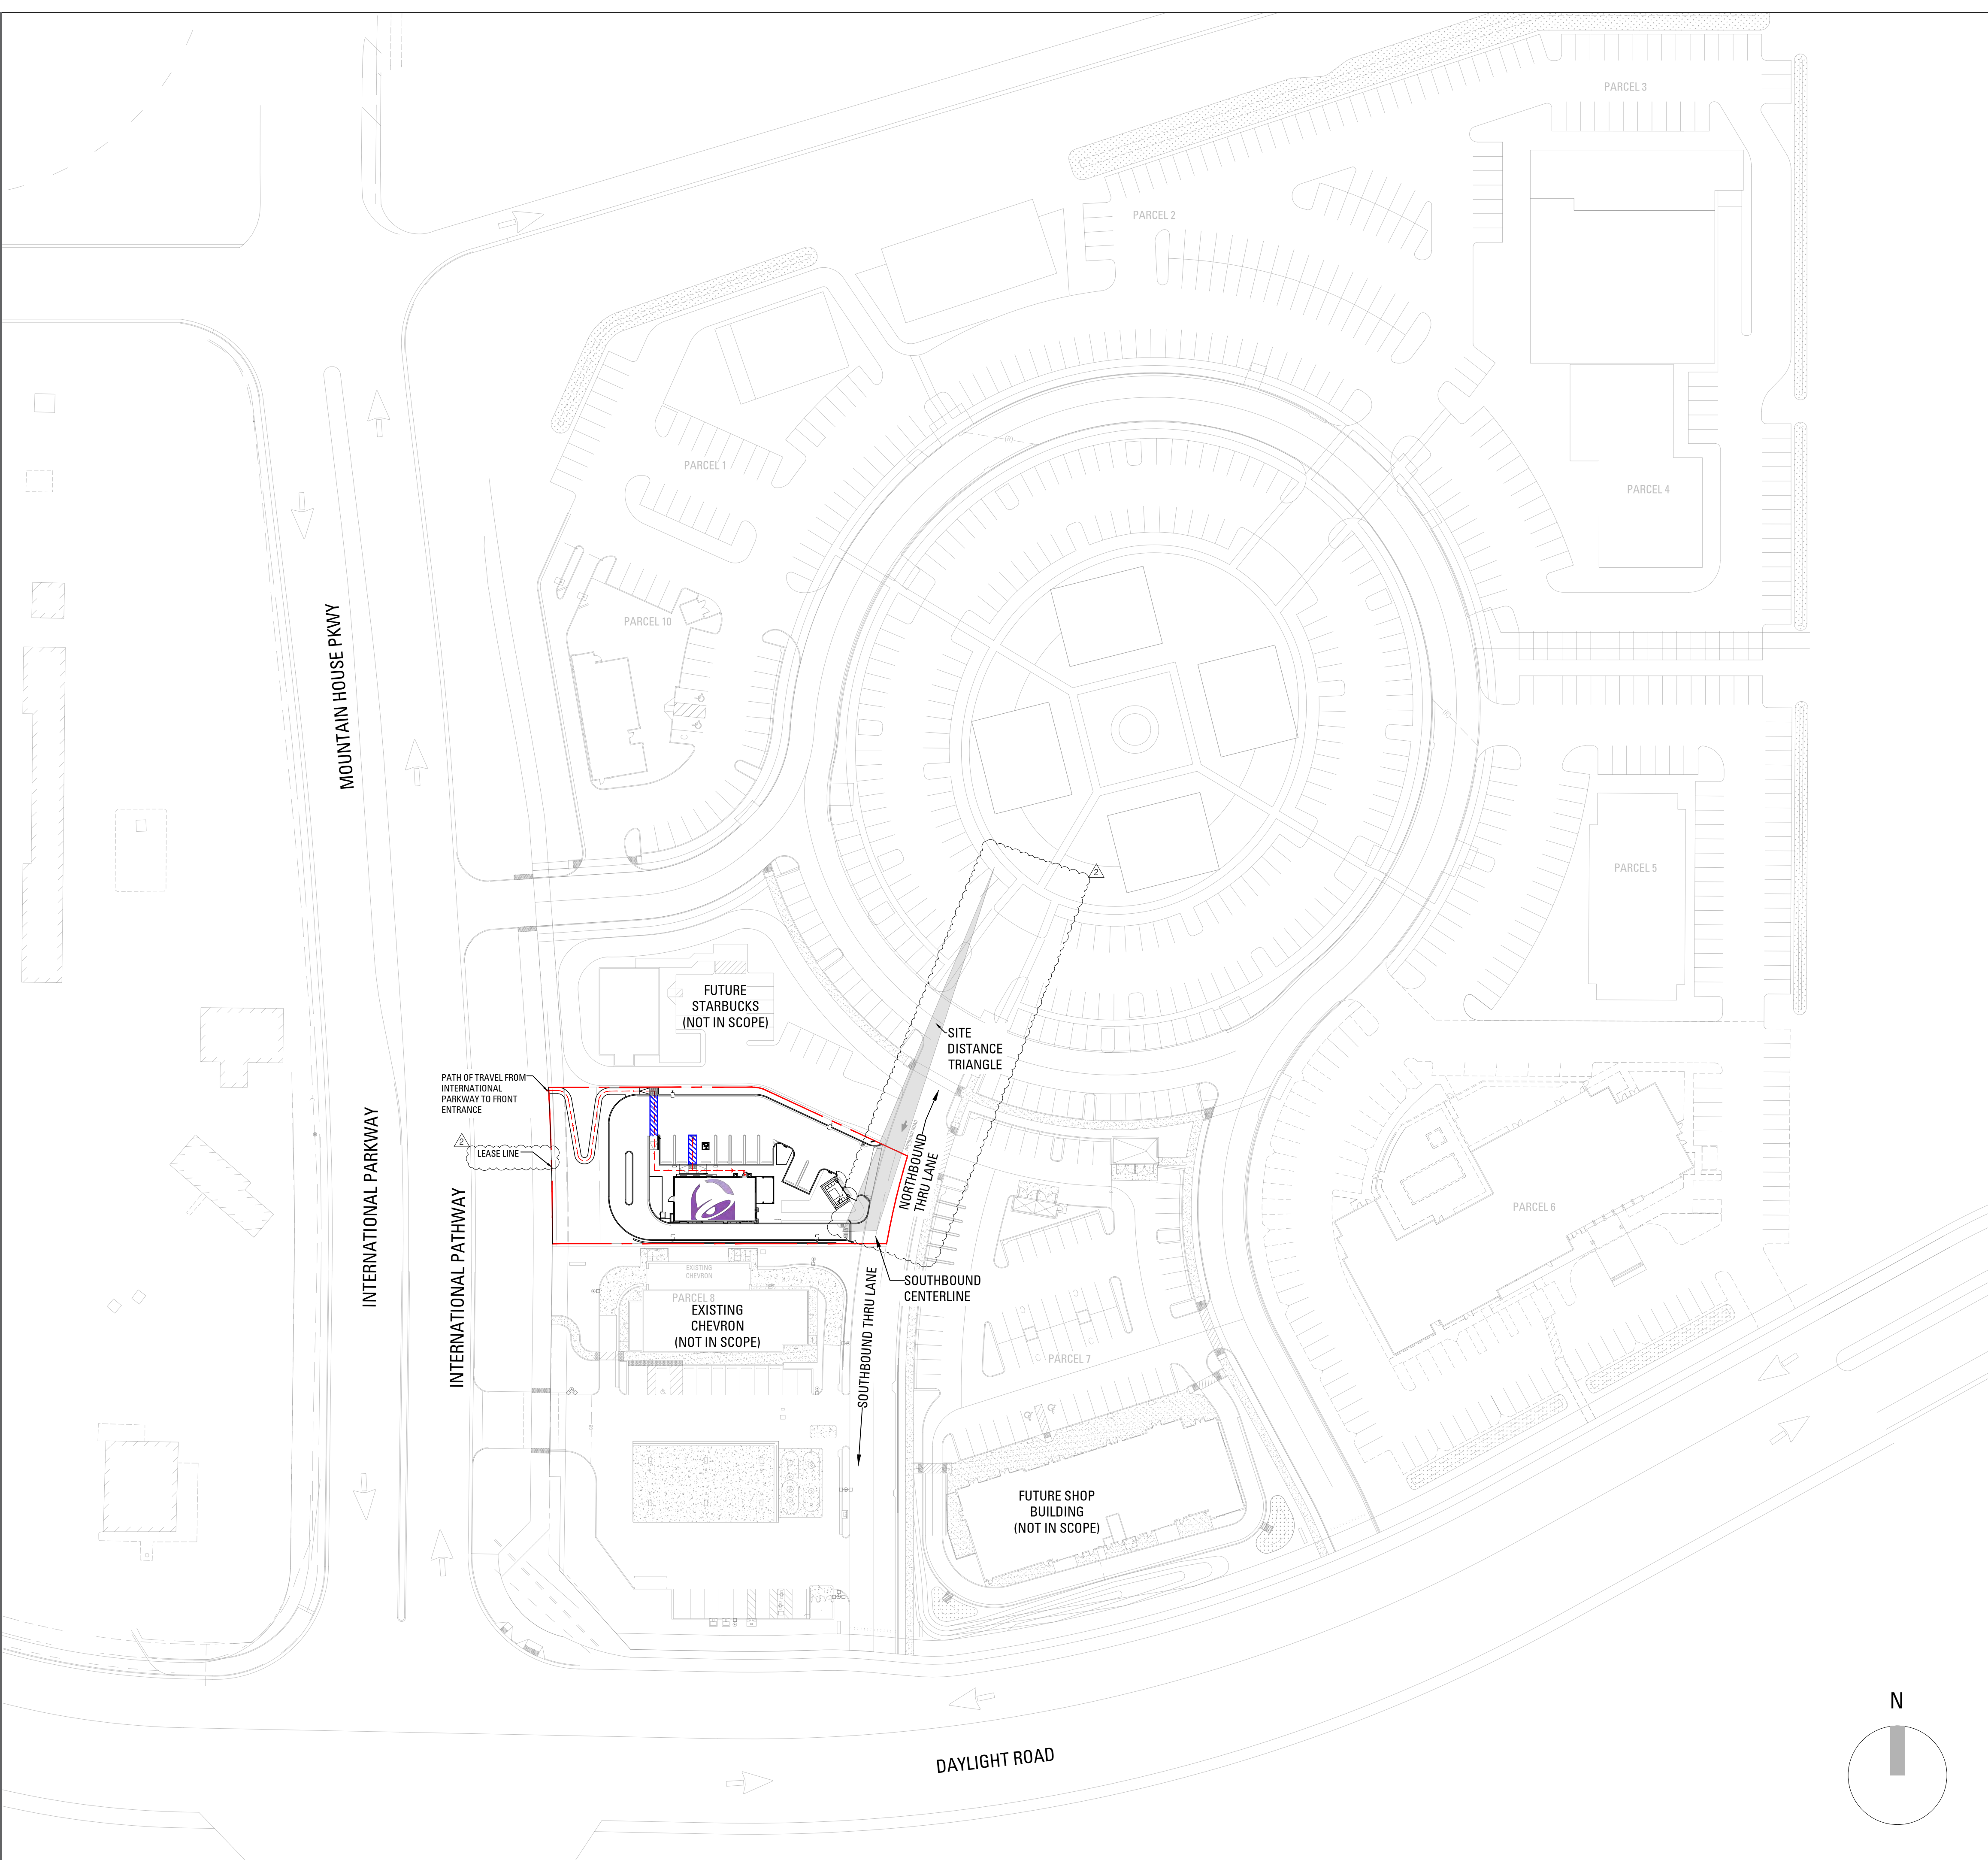 PARCEL 3
PARCEL 2
PARCEL 1
PARCEL 4
PARCEL 10
MOUNTAIN HOUSE PKWY
PARCEL 5
2
FUTURE
STARBUCKS
(NOT IN SCOPE)
SITE
DISTANCE
TRIANGLE
PATH OF TRAVEL FROM
INTERNATIONAL
PARKWAY TO FRONT
ENTRANCE
2
LEASE LINE
NORTHBOUND
THRU LANE
INTERNATIONAL PARKWAY
INTERNATIONAL PATHWAY
PARCEL 6
EXISTING
CHEVRON
PARCEL 8
EXISTING
CHEVRON
(NOT IN SCOPE)
SOUTHBOUND
CENTERLINE
SOUTHBOUND THRU LANE
PARCEL 7
FUTURE SHOP
BUILDING
(NOT IN SCOPE)
DAYLIGHT ROAD
N